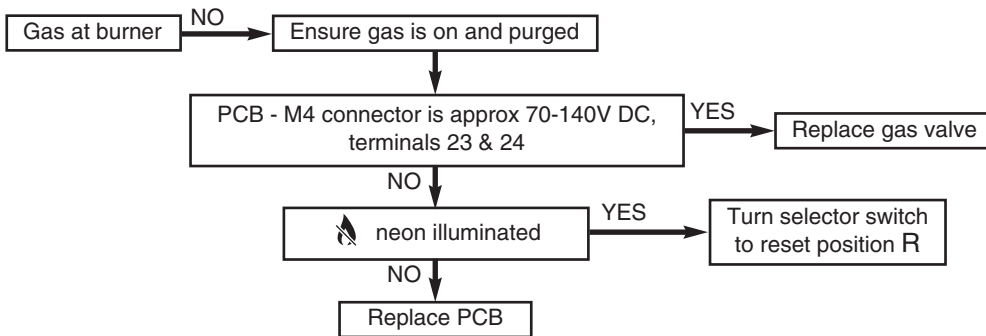 Gas at burner
NO
Ensure gas is on and purged
PCB - M4 connector is approx 70-140V DC,
terminals 23 & 24
YES
Replace gas valve
NO
neon illuminated
YES
Turn selector switch
to reset position R
NO
Replace PCB